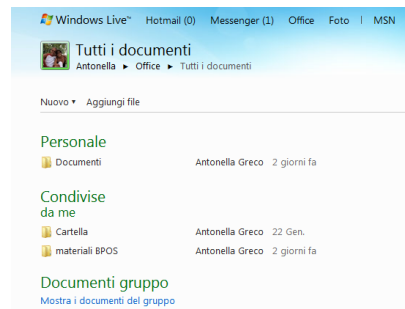 Windows Live™ Hotmail (0) Messenger (1) Office Foto | MSN
Tutti i documenti
Antonella ► Office ► Tutti i documenti
Nuovo ▾ Aggiungi file
Personale
Documenti Antonella Greco 2 giorni fa
Condivise
da me
Cartella Antonella Greco 22 Gen.
materiali BPOS Antonella Greco 2 giorni fa
Documenti gruppo
Mostra i documenti del gruppo